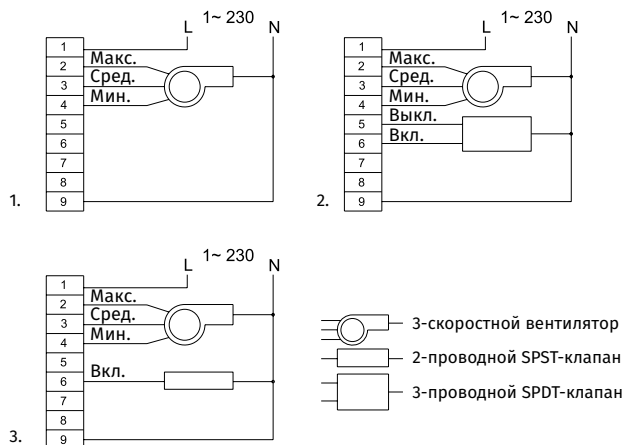 L 1~ 230 N
1
2 Макс.
3 Сред.
4 Мин.
5
6
7
8
9
1.
L 1~ 230 N
1
2 Макс.
3 Сред.
4 Мин.
5 Выкл.
6 Вкл.
7
8
9
2.
L 1~ 230 N
1
2 Макс.
3 Сред.
4 Мин.
5
6 Вкл.
7
8
9
3.
3-скоростной вентилятор
2-проводной SPST-клапан
3-проводной SPDT-клапан